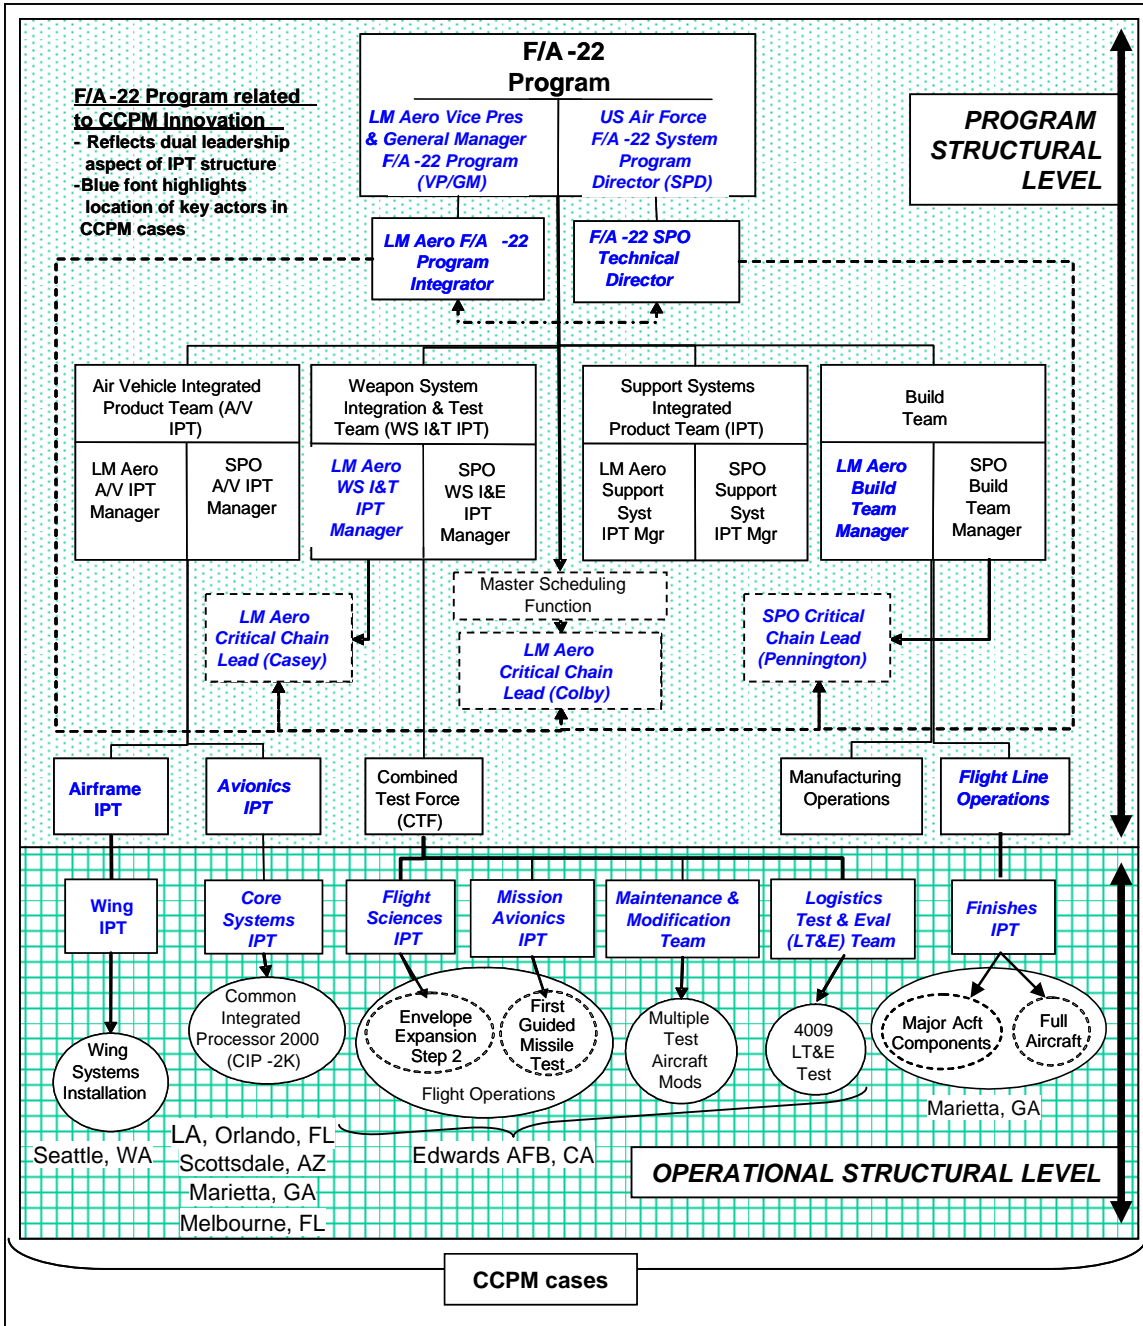 F/A -22
Program
LM Aero Vice Pres
& General Manager
F/A -22 Program
(VP/GM)
US Air Force
F/A -22 System
Program
Director (SPD)
F/A -22 Program related
to CCPM Innovation
- Reflects dual leadership
aspect of IPT structure
-Blue font highlights
location of key actors in
CCPM cases
PROGRAM
STRUCTURAL
LEVEL
LM Aero F/A -22
Program
Integrator
F/A -22 SPO
Technical
Director
Air Vehicle Integrated
Product Team (A/V
IPT)
LM Aero
A/V IPT
Manager
SPO
A/V IPT
Manager
Weapon System
Integration & Test
Team (WS I&T IPT)
LM Aero
WS I&T
IPT
Manager
SPO
WS I&E
IPT
Manager
Support Systems
Integrated
Product Team (IPT)
LM Aero
Support
Syst
IPT Mgr
SPO
Support
Syst
IPT Mgr
Build
Team
LM Aero
Build
Team
Manager
SPO
Build
Team
Manager
Master Scheduling
Function
LM Aero
Critical Chain
Lead (Casey)
LM Aero
Critical Chain
Lead (Colby)
SPO Critical
Chain Lead
(Pennington)
Airframe
IPT
Avionics
IPT
Combined
Test Force
(CTF)
Manufacturing
Operations
Flight Line
Operations
Wing
IPT
Core
Systems
IPT
Flight
Sciences
IPT
Mission
Avionics
IPT
Maintenance &
Modification
Team
Logistics
Test & Eval
(LT&E) Team
Finishes
IPT
Wing
Systems
Installation
Common
Integrated
Processor 2000
(CIP -2K)
Envelope
Expansion
Step 2
First
Guided
Missile
Test
Flight Operations
Multiple
Test
Aircraft
Mods
4009
LT&E
Test
Major Acft
Components
Full
Aircraft
Seattle, WA
LA, Orlando, FL
Scottsdale, AZ
Marietta, GA
Melbourne, FL
Edwards AFB, CA
Marietta, GA
OPERATIONAL STRUCTURAL LEVEL
CCPM cases